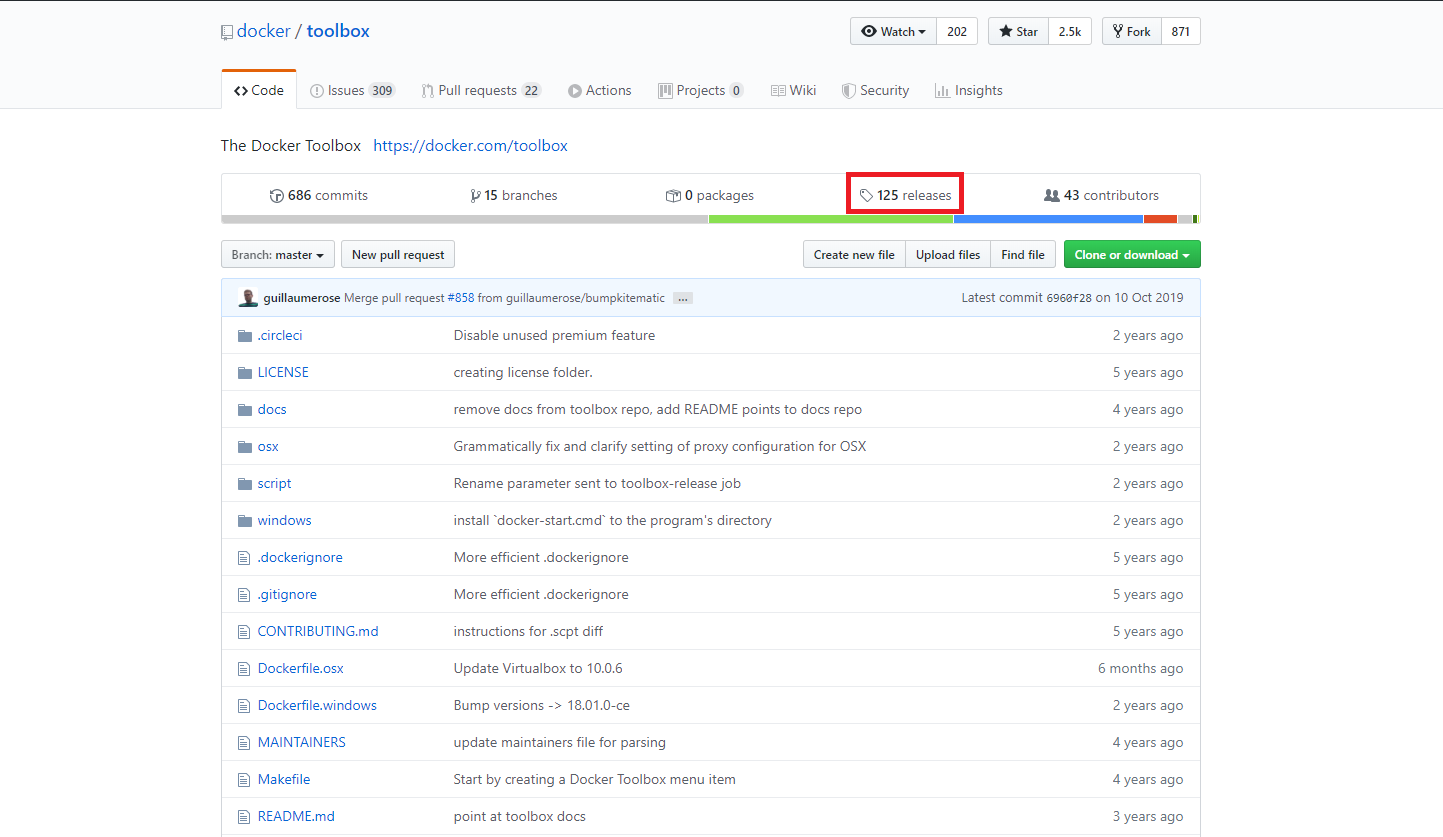 docker / toolbox
Watch 202 Star 2.5k Fork 871
Code Issues 309 Pull requests 22 Actions Projects 0 Wiki Security Insights
The Docker Toolbox https://docker.com/toolbox
686 commits 15 branches 0 packages 125 releases 43 contributors
Branch: master New pull request Create new file Upload files Find file Clone or download
guillaumerose Merge pull request #858 from guillaumerose/bumpkitematic ... Latest commit 6960f28 on 10 Oct 2019
.circleci Disable unused premium feature 2 years ago
LICENSE creating license folder. 5 years ago
docs remove docs from toolbox repo, add README points to docs repo 4 years ago
osx Grammatically fix and clarify setting of proxy configuration for OSX 2 years ago
script Rename parameter sent to toolbox-release job 2 years ago
windows install `docker-start.cmd` to the program's directory 2 years ago
.dockerignore More efficient .dockerignore 5 years ago
.gitignore More efficient .dockerignore 5 years ago
CONTRIBUTING.md instructions for .scpt diff 5 years ago
Dockerfile.osx Update Virtualbox to 10.0.6 6 months ago
Dockerfile.windows Bump versions -> 18.01.0-ce 2 years ago
MAINTAINERS update maintainers file for parsing 4 years ago
Makefile Start by creating a Docker Toolbox menu item 4 years ago
README.md point at toolbox docs 3 years ago